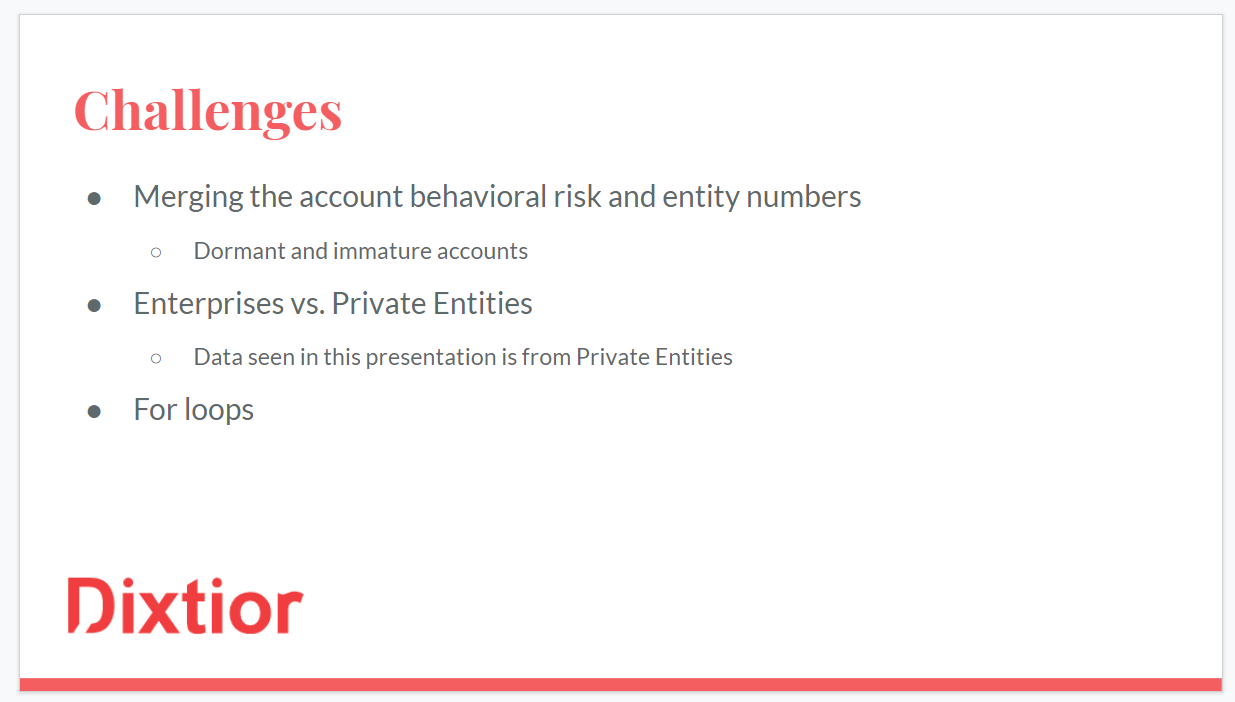 Challenges
● Merging the account behavioral risk and entity numbers
○ Dormant and immature accounts
● Enterprises vs. Private Entities
○ Data seen in this presentation is from Private Entities
● For loops
Dixtior